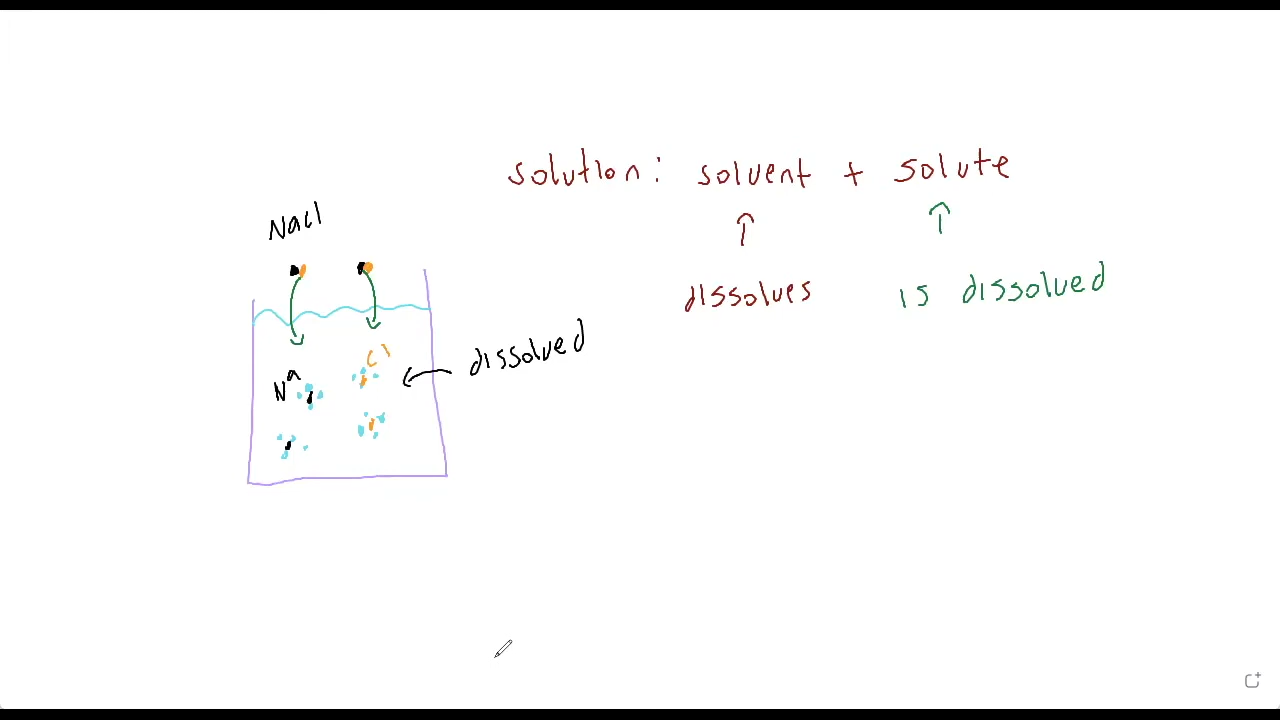 solution: solvent + solute
NaCl
dissolves
is dissolved
dissolved
Cl
Na